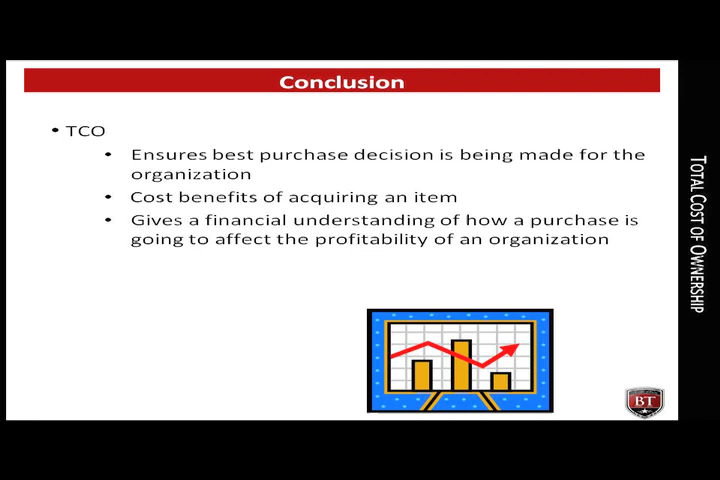 Conclusion
• TCO
• Ensures best purchase decision is being made for the
organization
• Cost benefits of acquiring an item
• Gives a financial understanding of how a purchase is
going to affect the profitability of an organization
TOTAL COST OF OWNERSHIP
BT